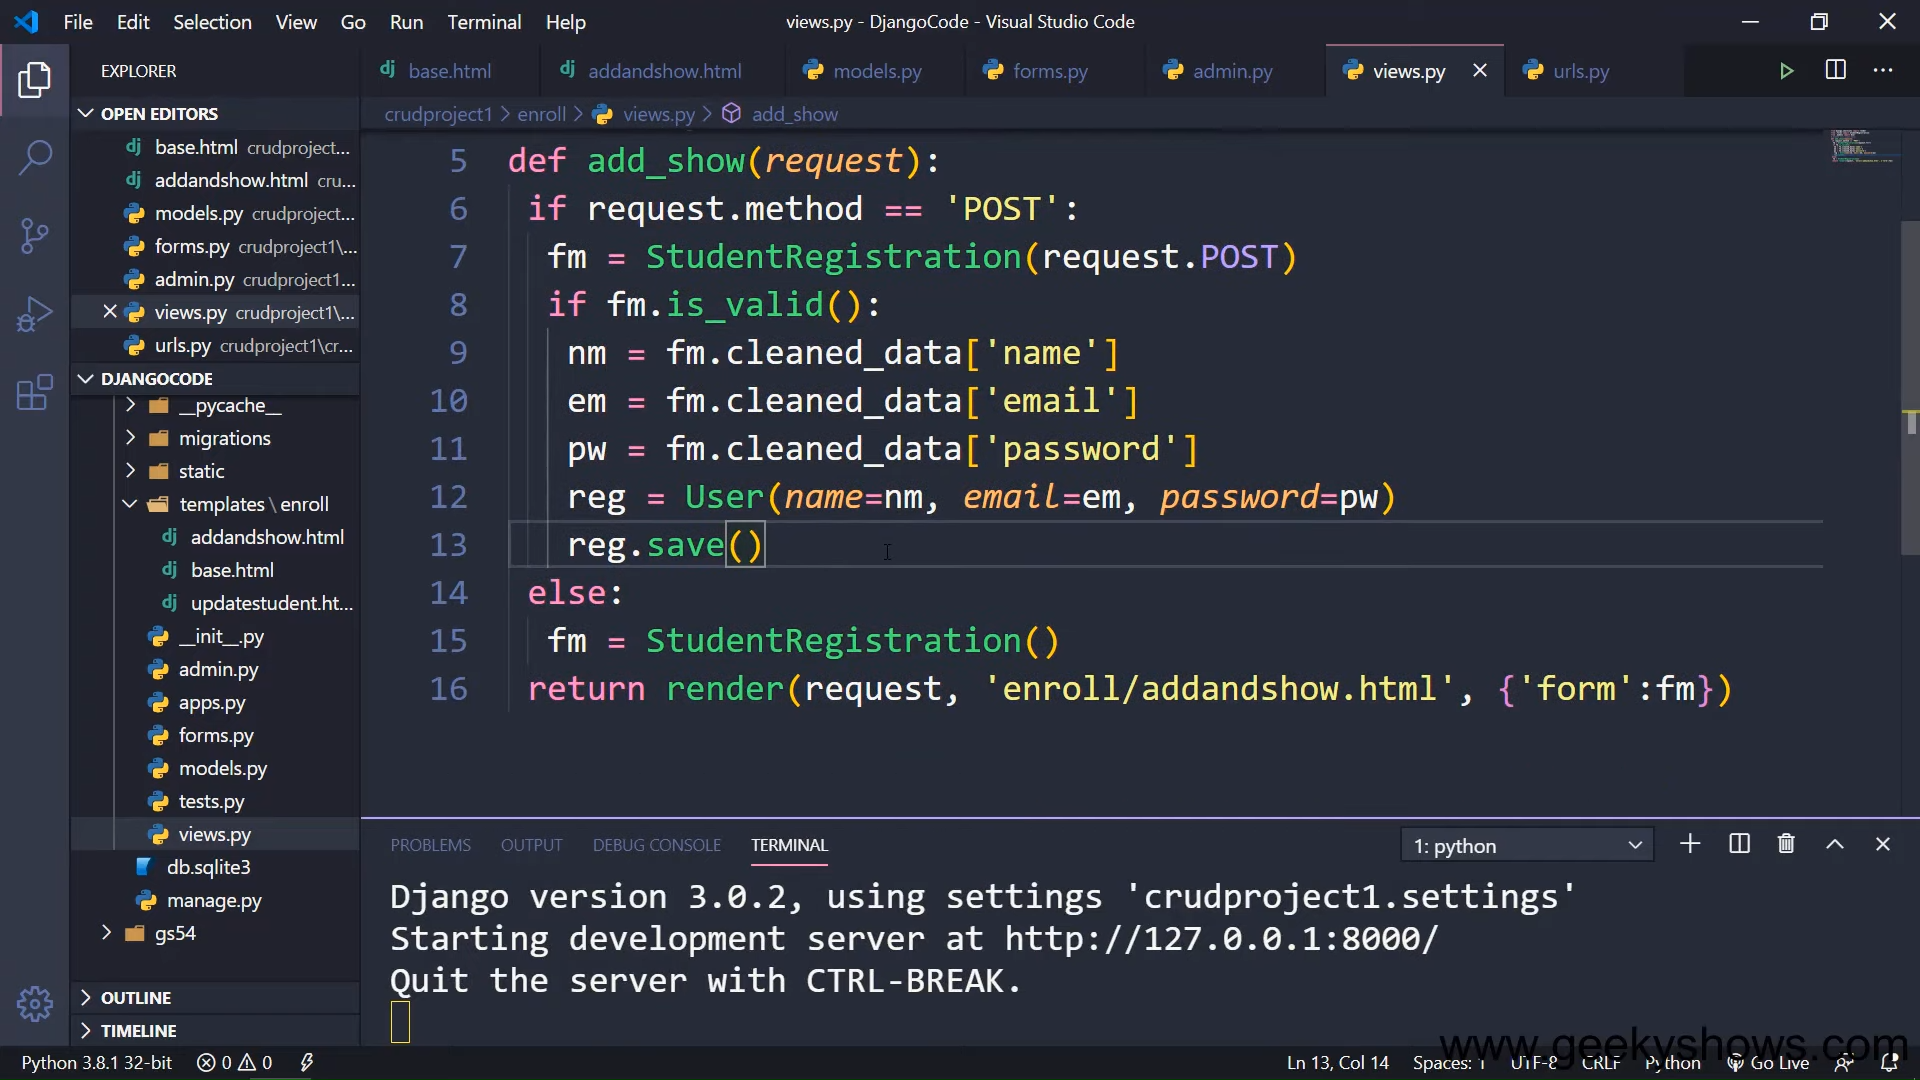 File Edit Selection View Go Run Terminal Help
views.py - DjangoCode - Visual Studio Code
EXPLORER
base.html addandshow.html models.py forms.py admin.py views.py urls.py
OPEN EDITORS
base.html crudproject...
addandshow.html cru...
models.py crudproject...
forms.py crudproject1\...
admin.py crudproject1...
views.py crudproject1\...
urls.py crudproject1\cr...
DJANGOCODE
__pycache__
migrations
static
templates \ enroll
addandshow.html
base.html
updatestudent.ht...
__init__.py
admin.py
apps.py
forms.py
models.py
tests.py
views.py
db.sqlite3
manage.py
gs54
OUTLINE
TIMELINE
crudproject1 > enroll > views.py > add_show
5 def add_show(request):
6 if request.method == 'POST':
7 fm = StudentRegistration(request.POST)
8 if fm.is_valid():
9 nm = fm.cleaned_data['name']
10 em = fm.cleaned_data['email']
11 pw = fm.cleaned_data['password']
12 reg = User(name=nm, email=em, password=pw)
13 reg.save()
14 else:
15 fm = StudentRegistration()
16 return render(request, 'enroll/addandshow.html', {'form':fm})
PROBLEMS OUTPUT DEBUG CONSOLE TERMINAL
1: python
Django version 3.0.2, using settings 'crudproject1.settings'
Starting development server at http://127.0.0.1:8000/
Quit the server with CTRL-BREAK.
www.geekyshows.com
Python 3.8.1 32-bit 0 0
Ln 13, Col 14 Spaces: 1 UTF-8 CRLF Python Go Live